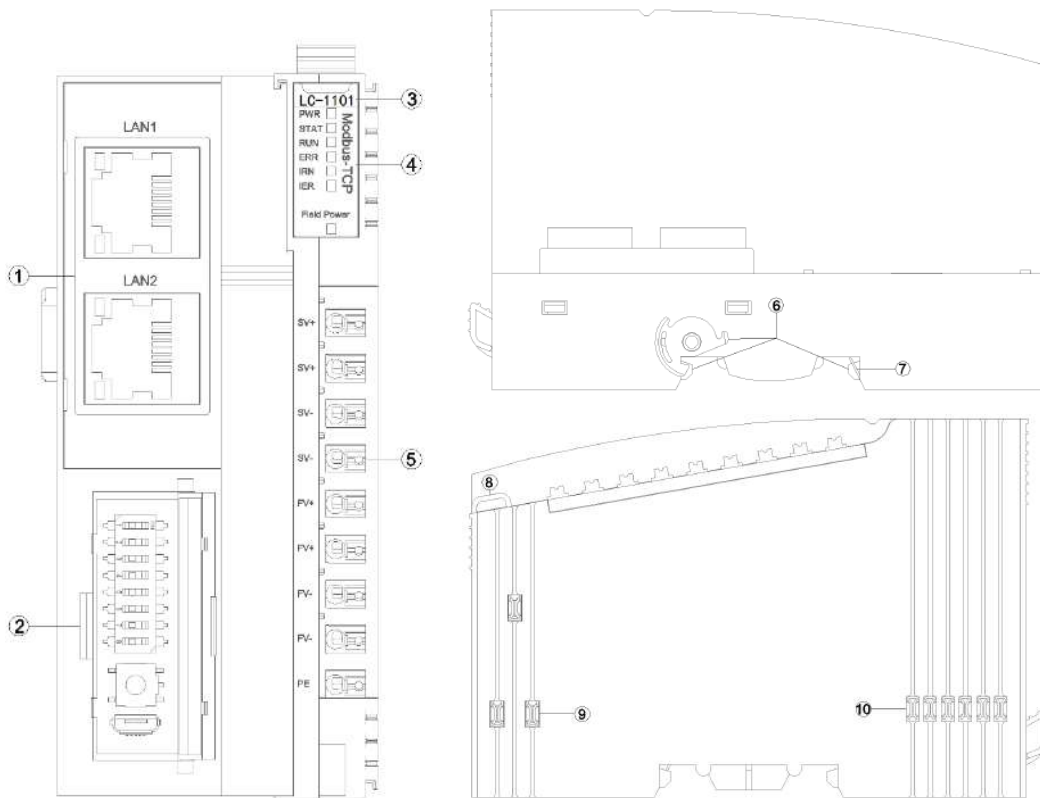 LAN1
LAN2
LC-1101
PWR
STAT
RUN
ERR
IRN
IER
Modbus-TCP
Field Power
SV+
SV+
SV-
SV-
FV+
FV+
FV-
FV-
PE
①
②
③
④
⑤
⑥
⑦
⑧
⑨
⑩